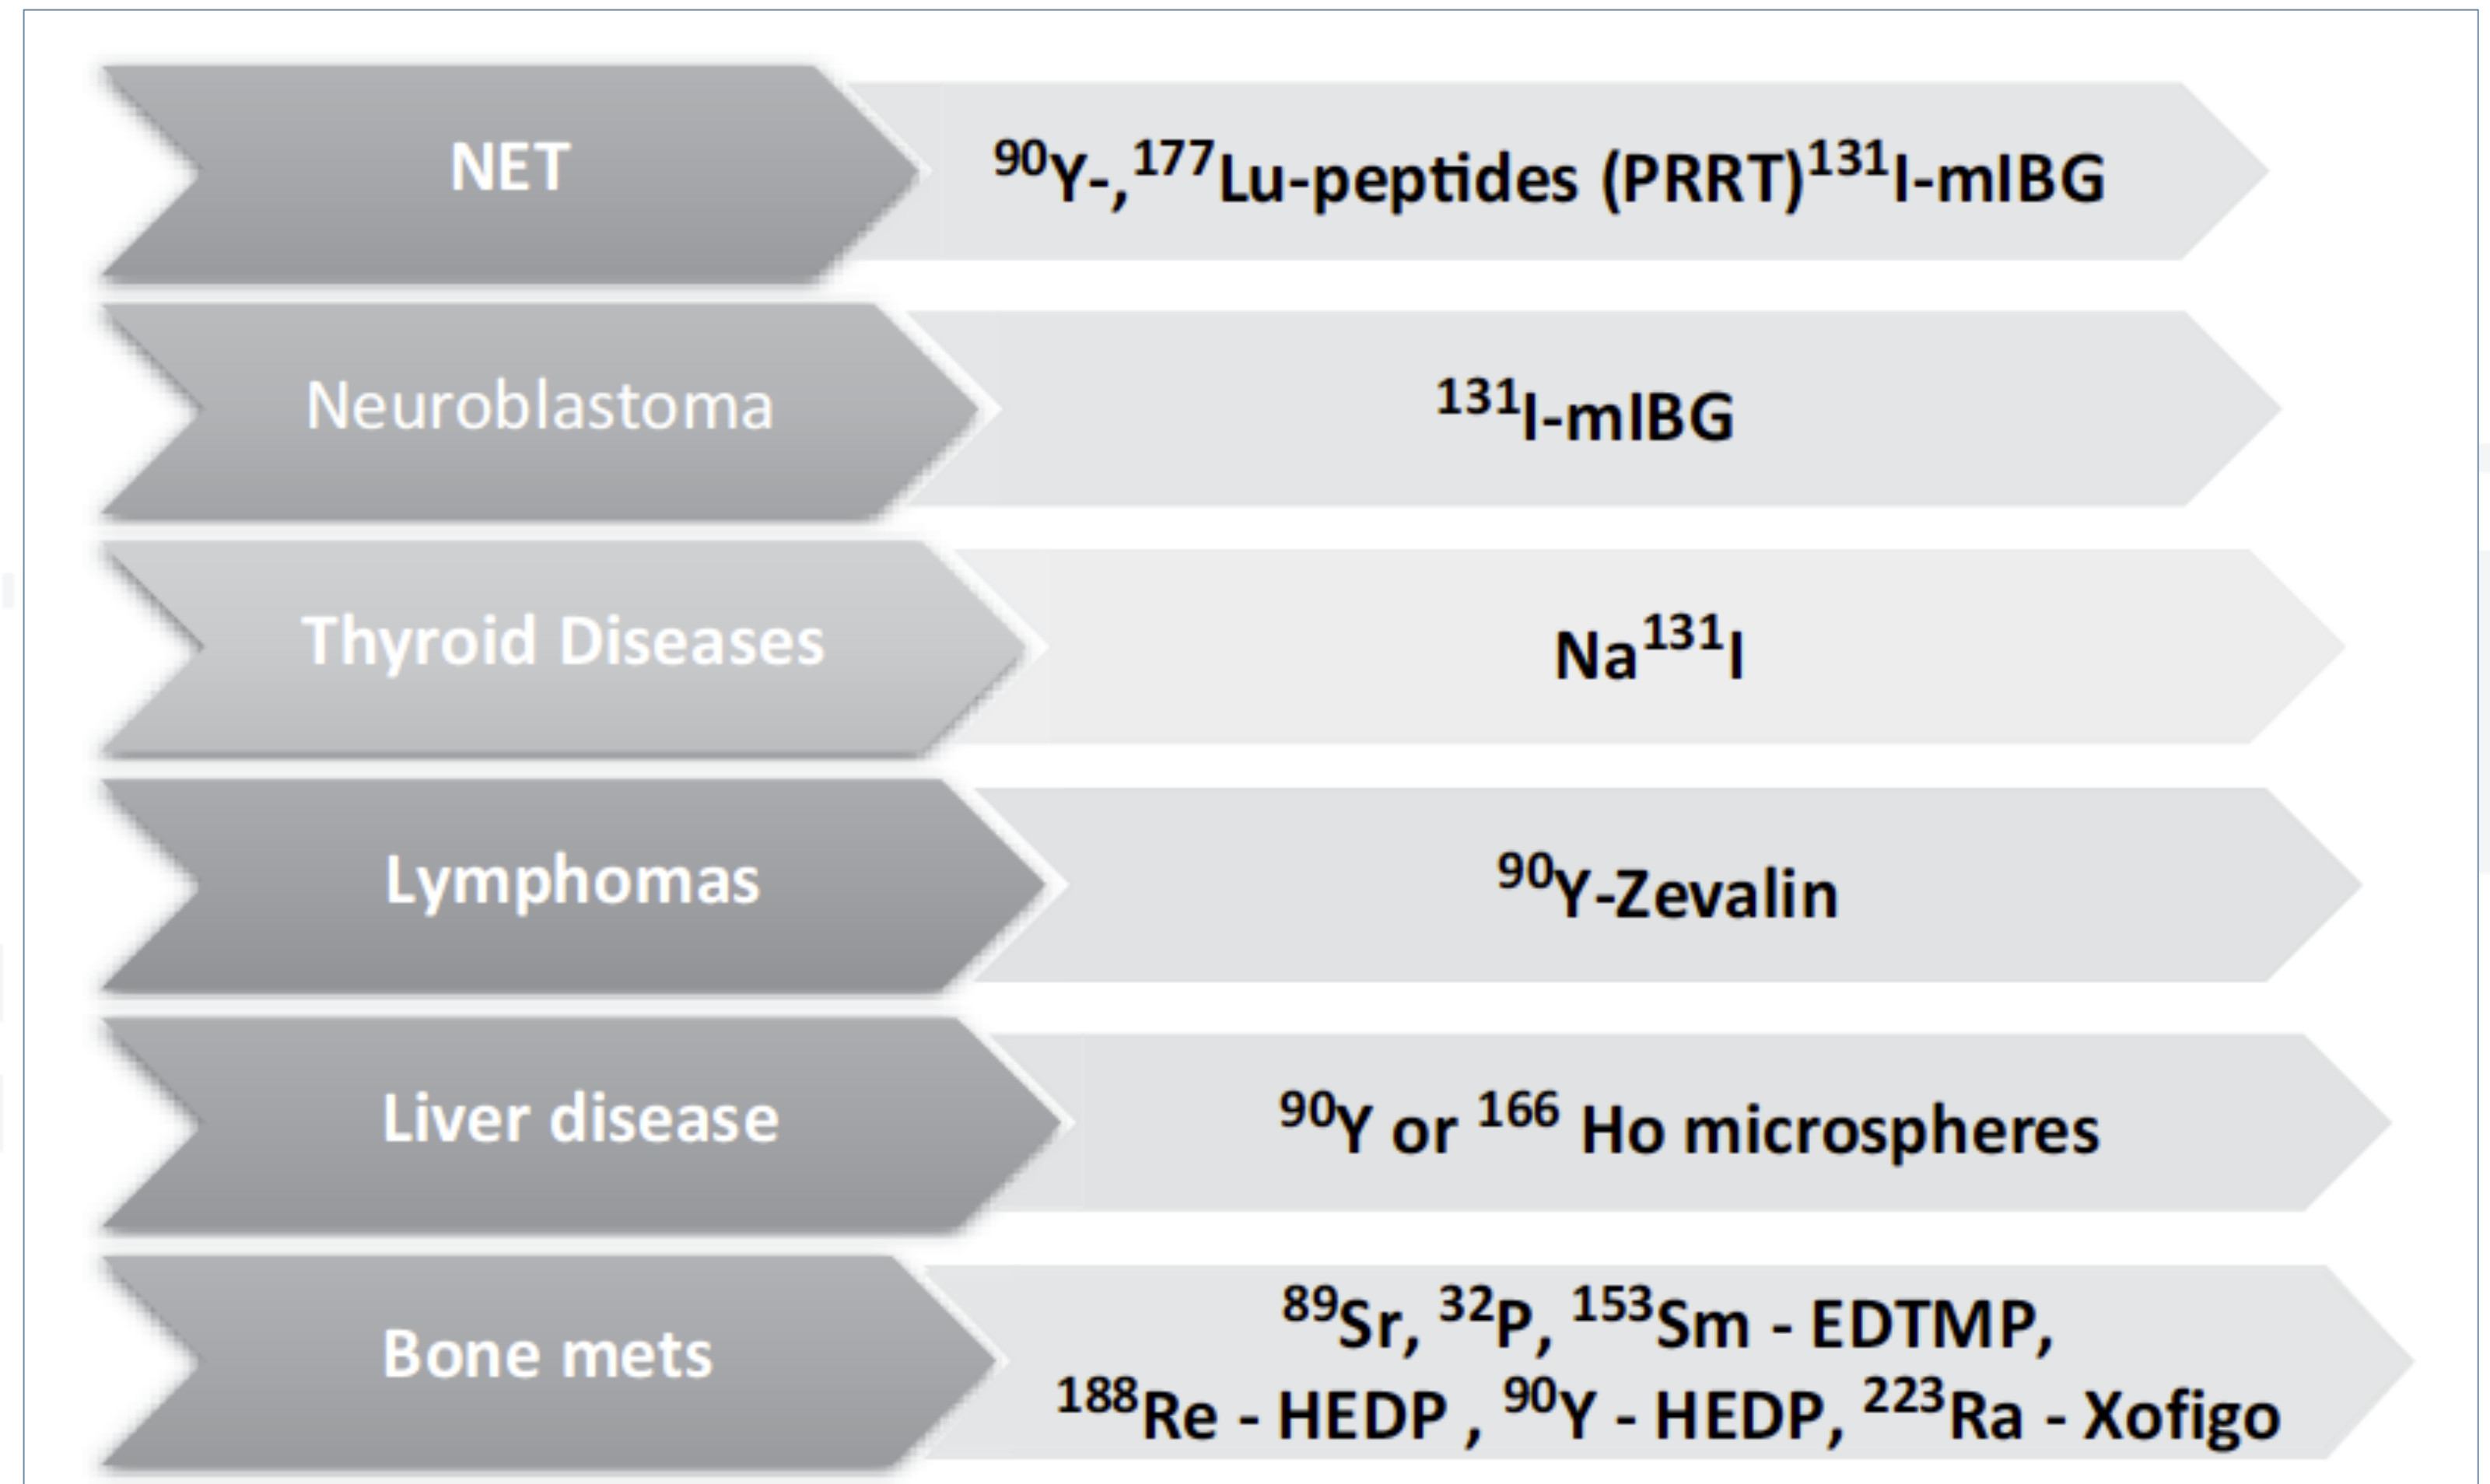 NET
⁹⁰Y-,¹⁷⁷Lu-peptides (PRRT)¹³¹I-mIBG
Neuroblastoma
¹³¹I-mIBG
Thyroid Diseases
Na¹³¹I
Lymphomas
⁹⁰Y-Zevalin
Liver disease
⁹⁰Y or ¹⁶⁶ Ho microspheres
Bone mets
⁸⁹Sr, ³²P, ¹⁵³Sm - EDTMP,
¹⁸⁸Re - HEDP , ⁹⁰Y - HEDP, ²²³Ra - Xofigo